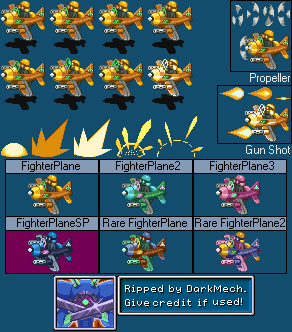 Propeller
Gun Shot
FighterPlane FighterPlane2 FighterPlane3
FighterPlaneSP Rare FighterPlane Rare FighterPlane2
Ripped by DarkMech.
Give credit if used!